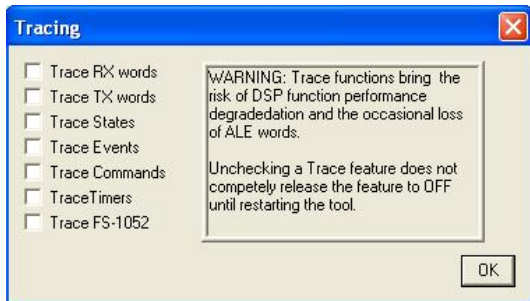 Tracing
Trace RX words
Trace TX words
Trace States
Trace Events
Trace Commands
TraceTimers
Trace FS-1052
WARNING: Trace functions bring the
risk of DSP function performance
degradedation and the occasional loss
of ALE words.
Unchecking a Trace feature does not
competely release the feature to OFF
until restarting the tool.
OK